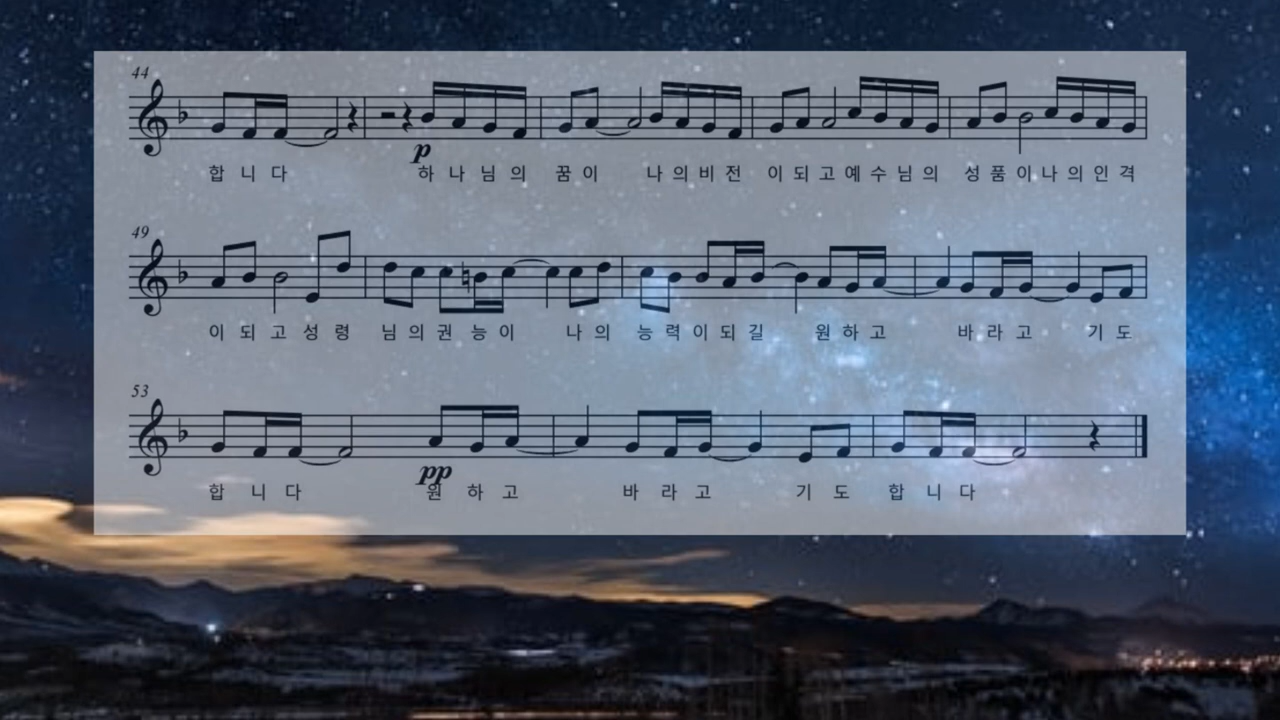 44
p
합 니 다 하 나 님 의 꿈 이 나 의 비 전 이 되 고 예 수 님 의 성 품 이 나 의 인 격
49
이 되 고 성 령 님 의 권 능 이 나 의 능 력 이 되 길 원 하 고 바 라 고 기 도
53
pp
합 니 다 원 하 고 바 라 고 기 도 합 니 다